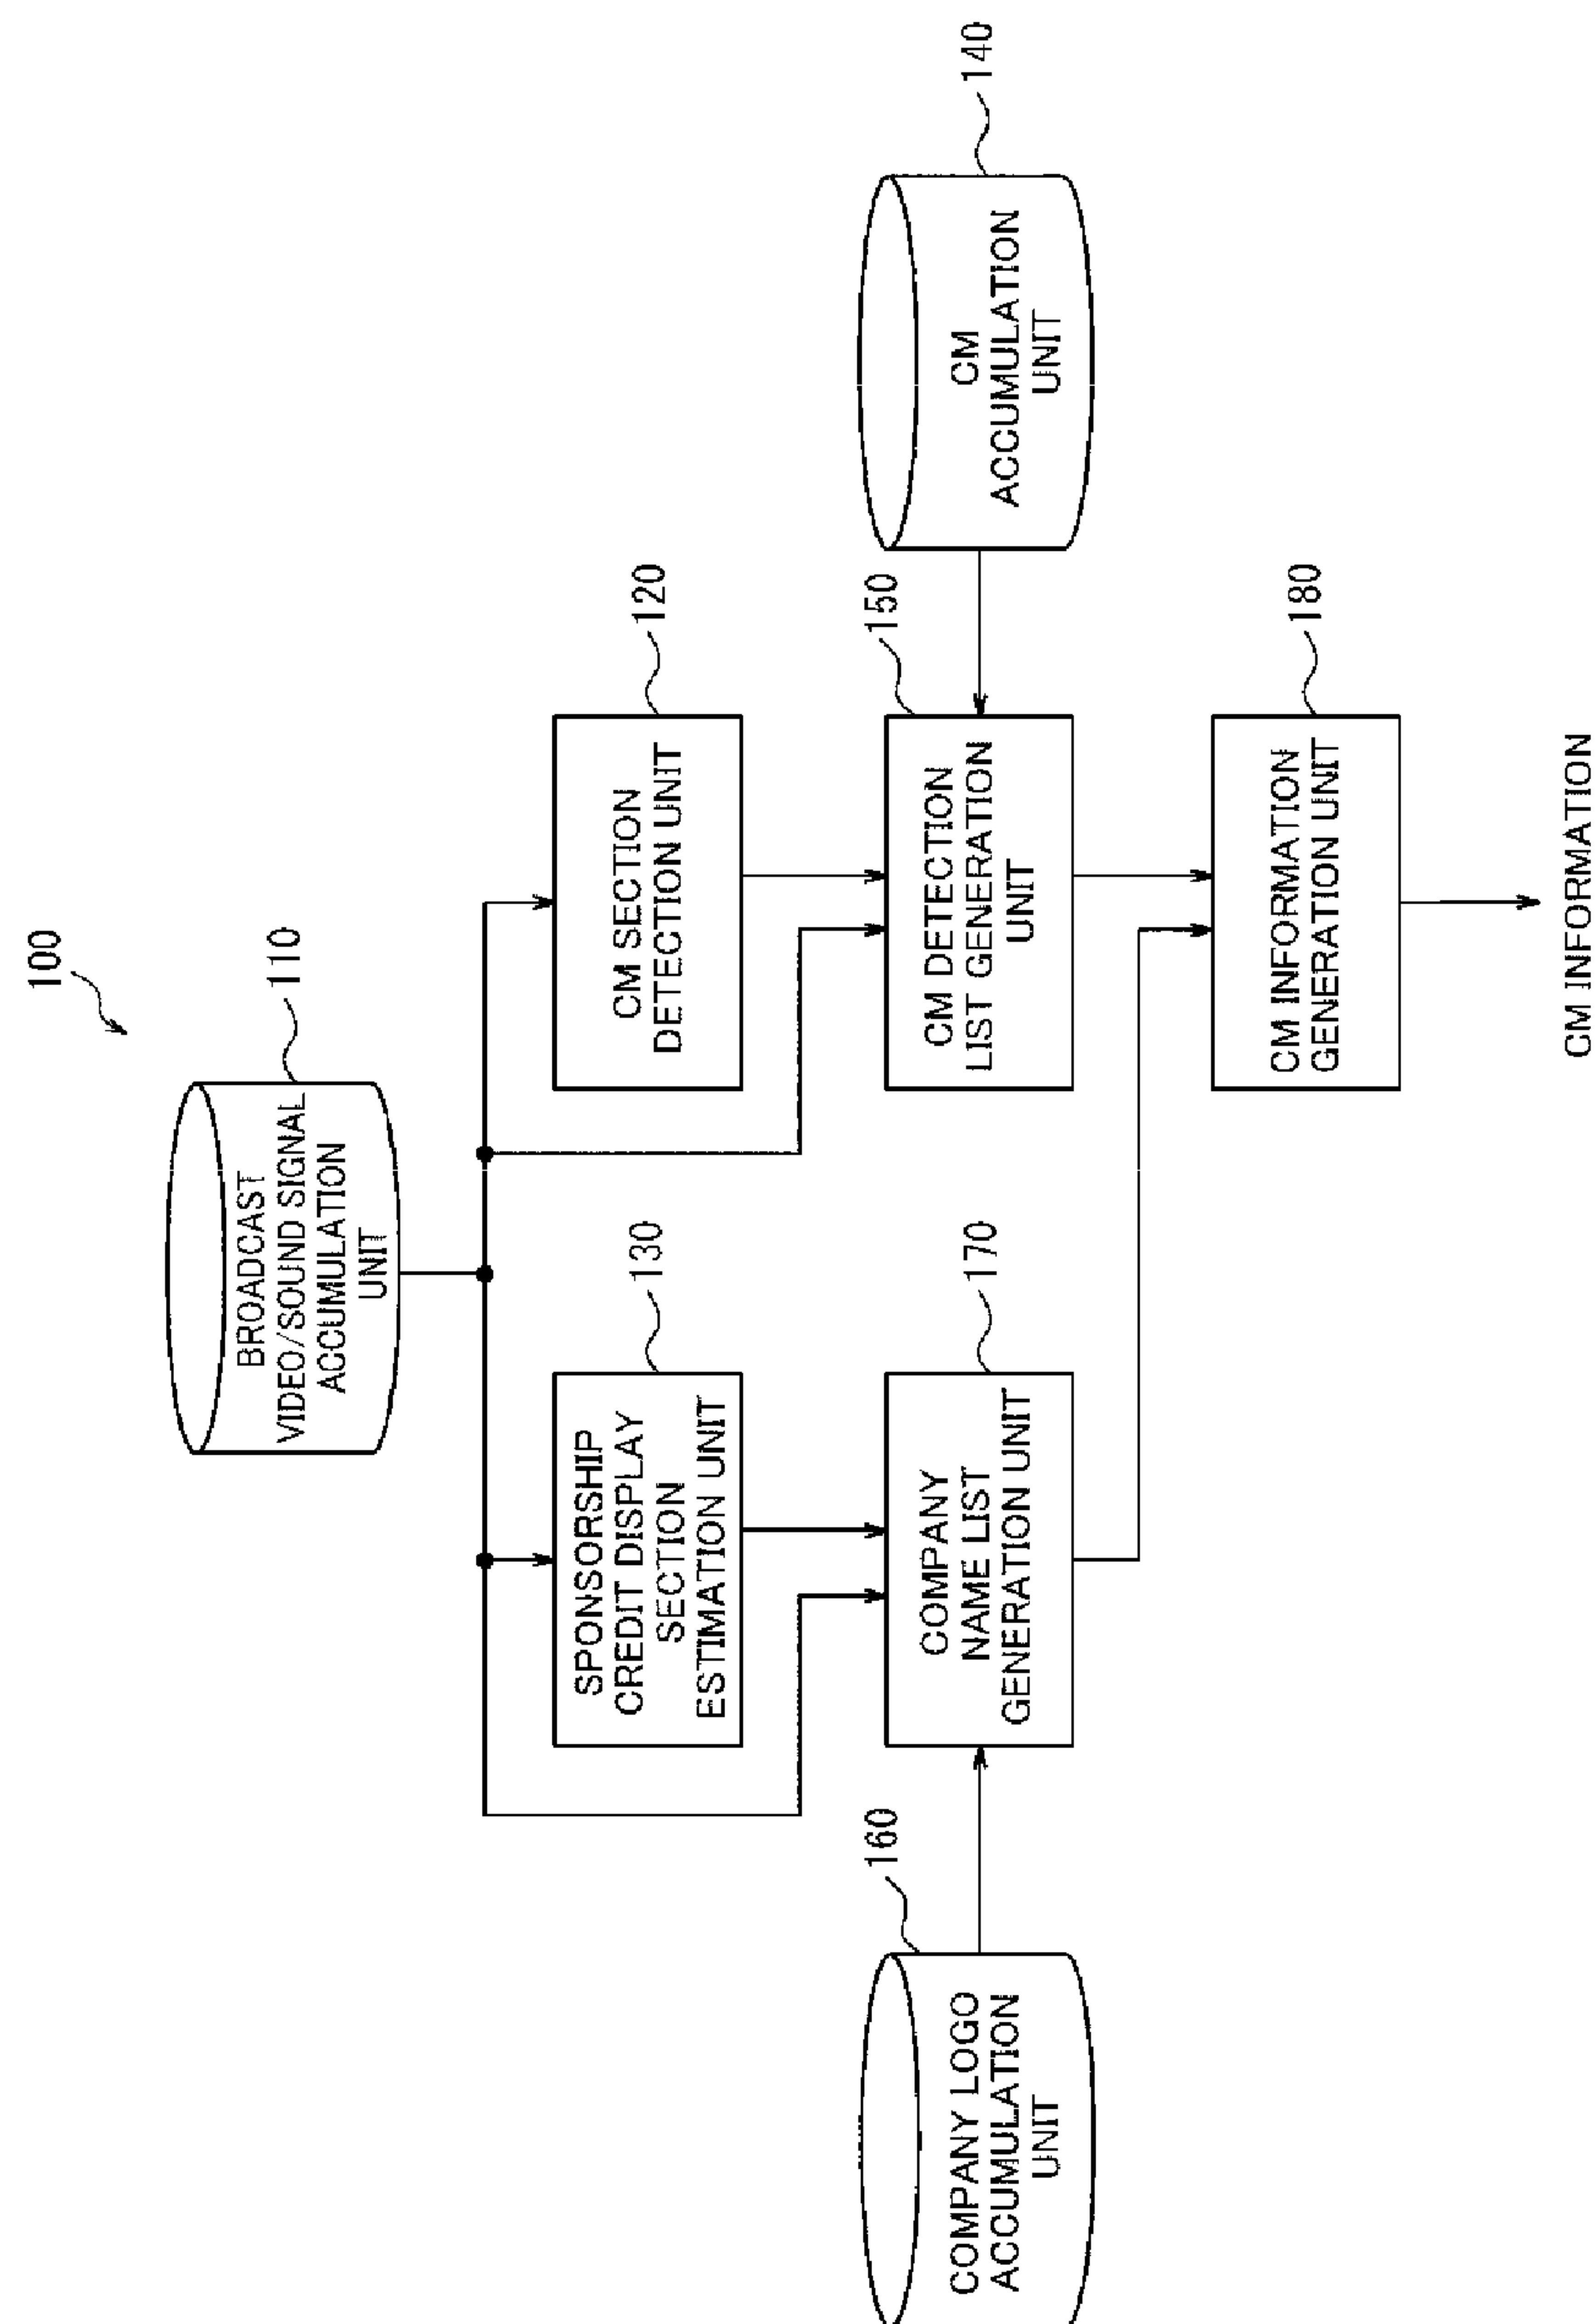 100
110
BROADCAST
VIDEO/SOUND SIGNAL
ACCUMULATION
UNIT
130
SPONSORSHIP
CREDIT DISPLAY
SECTION
ESTIMATION UNIT
120
CM SECTION
DETECTION UNIT
160
COMPANY LOGO
ACCUMULATION
UNIT
170
COMPANY
NAME LIST
GENERATION UNIT
150
CM DETECTION
LIST GENERATION
UNIT
140
CM
ACCUMULATION
UNIT
180
CM INFORMATION
GENERATION UNIT
CM INFORMATION